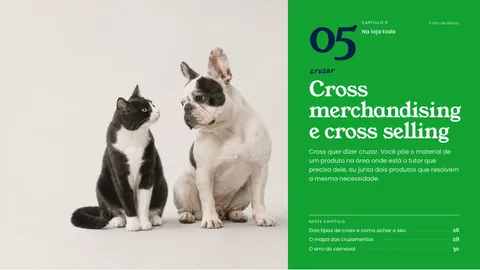 05
CAPÍTULO 5
Na loja toda
5 min de leitura
cruzar
Cross
merchandising
e cross selling
Cross quer dizer cruzar. Você põe o material de
um produto na área onde está o tutor que
precisa dele, ou junta dois produtos que resolvem
a mesma necessidade.
NESTE CAPÍTULO
Dois tipos de cross e como achar o seu 28
O mapa dos cruzamentos 29
O erro do carnaval 30